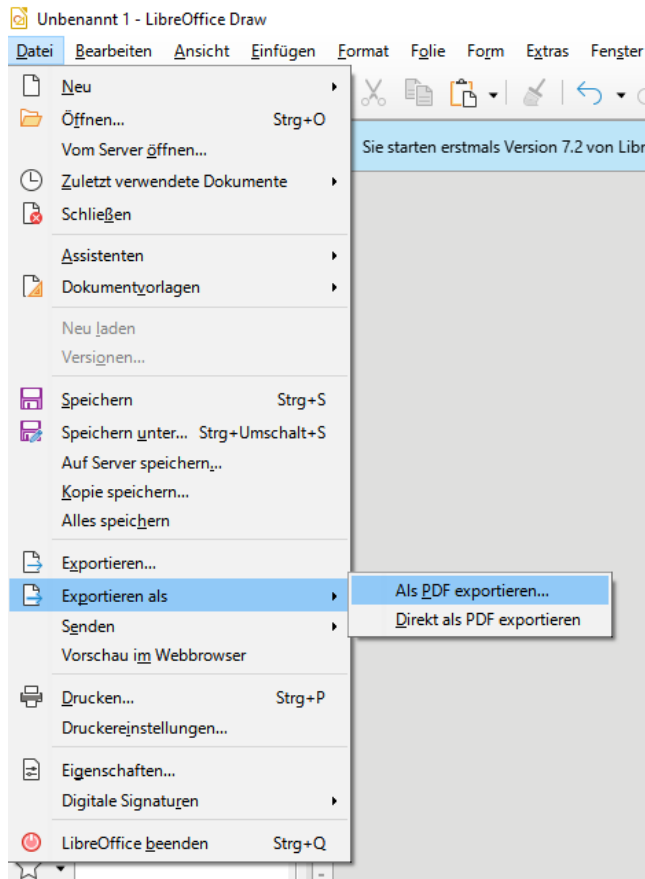 Unbenannt 1 - LibreOffice Draw
Datei Bearbeiten Ansicht Einfügen Format Folie Form Extras Fenster
Neu
Öffnen... Strg+O
Vom Server öffnen...
Sie starten erstmals Version 7.2 von Libr
Zuletzt verwendete Dokumente
Schließen
Assistenten
Dokumentvorlagen
Neu laden
Versionen...
Speichern Strg+S
Speichern unter... Strg+Umschalt+S
Auf Server speichern...
Kopie speichern...
Alles speichern
Exportieren...
Exportieren als
Als PDF exportieren...
Direkt als PDF exportieren
Senden
Vorschau im Webbrowser
Drucken... Strg+P
Druckereinstellungen...
Eigenschaften...
Digitale Signaturen
LibreOffice beenden Strg+Q